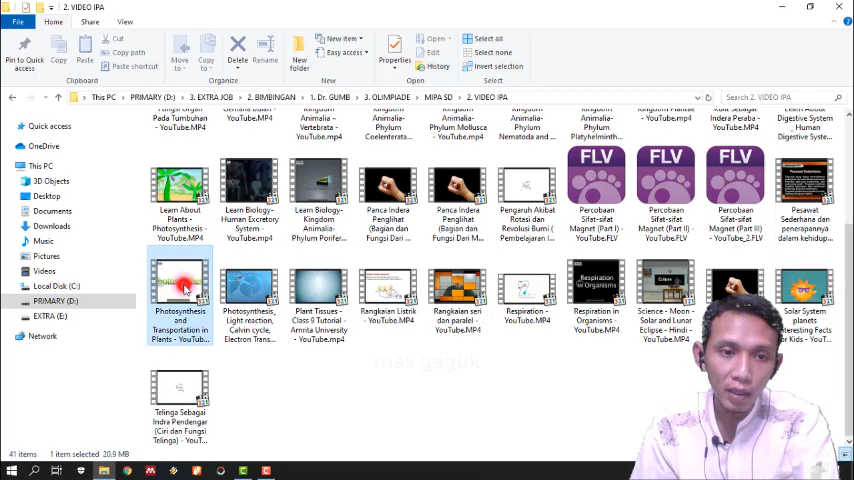 2. VIDEO IPA
File
Home
Share
View
Pin to Quick
access
Copy
Paste
Cut
Copy path
Paste shortcut
Clipboard
Move
to
Copy
to
Delete
Rename
Organize
New
folder
New item
Easy access
New
Properties
Open
Edit
History
Open
Select all
Select none
Invert selection
Select
This PC
PRIMARY (D:)
3. EXTRA JOB
2. BIMBINGAN
1. Dr. GUMB
3. OLIMPIADE
MIPA SD
2. VIDEO IPA
Search 2. VIDEO IPA
Quick access
OneDrive
This PC
3D Objects
Desktop
Documents
Downloads
Music
Pictures
Videos
Local Disk (C:)
PRIMARY (D:)
EXTRA (E:)
Network
Pada Tumbuhan
- YouTube.MP4
YouTube.MP4
Animalia ~
Vertebrata -
YouTube.MP4
Animalia-
Phylum
Coelenterata-...
Animalia-
Phylum Mollusca
- YouTube.MP4
Animalia-
Phylum
Nematoda and ...
Animalia-
Phylum
Platyhelminth...
YouTube.MP4
Indera Peraba -
YouTube.MP4
Digestive System
_ Human
Digestive Syst...
FLV
FLV
FLV
Learn About
Plants -
Photosynthesis -
YouTube.MP4
Learn Biology-
Human Excretory
System -
YouTube.mp4
Learn Biology-
Kingdom
Animalia-
Phylum Porifer...
Panca Indera
Penglihat
(Bagian dan
Fungsi Dari ...
Panca Indera
Penglihat
(Bagian dan
Fungsi Dari M...
Pengaruh Akibat
Rotasi dan
Revolusi Bumi (
Pembelajaran I...
Percobaan
Sifat-sifat
Magnet (Part I) -
YouTube.FLV
Percobaan
Sifat-sifat
Magnet (Part II)
- YouTube.FLV
Percobaan
Sifat-sifat
Magnet (Part III)
- YouTube_2.FLV
Pesawat
Sederhana dan
penerapannya
dalam kehidup...
Respiration
in Organisms
Eclipse
Photosynthesis
and
Transportation in
Plants - YouTub...
Photosynthesis_
Light reaction,
Calvin cycle,
Electron Trans...
Plant Tissues -
Class 9 Tutorial -
Amrita University
- YouTube.MP4
Rangkaian Listrik
- YouTube.MP4
Rangkaian seri
dan paralel -
YouTube.MP4
Respiration -
YouTube.MP4
Respiration in
Organisms -
YouTube.MP4
Science - Moon -
Solar and Lunar
Eclipse - Hindi -
YouTube.MP4
Solar System
planets
Interesting Facts
for Kids - YouT...
mas gaguk
Telinga Sebagai
Indra Pendengar
(Ciri dan Fungsi
Telinga) - YouT...
41 items
1 item selected 20.9 MB